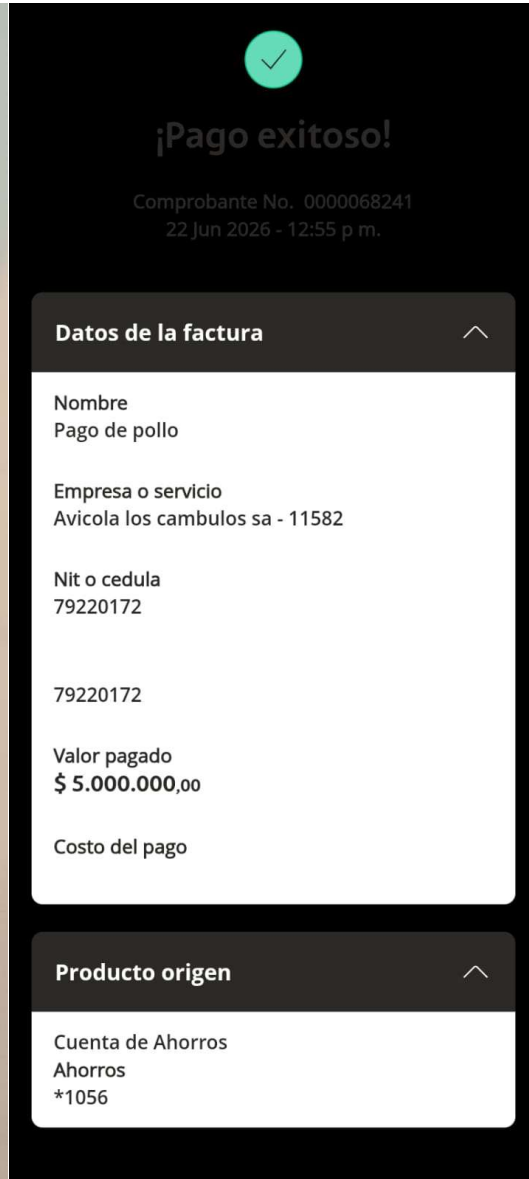 ¡Pago exitoso!
Comprobante No. 0000068241
22 Jun 2026 - 12:55 p m.
Datos de la factura
Nombre
Pago de pollo
Empresa o servicio
Avicola los cambulos sa - 11582
Nit o cedula
79220172
79220172
Valor pagado
$ 5.000.000,00
Costo del pago
Producto origen
Cuenta de Ahorros
Ahorros
*1056